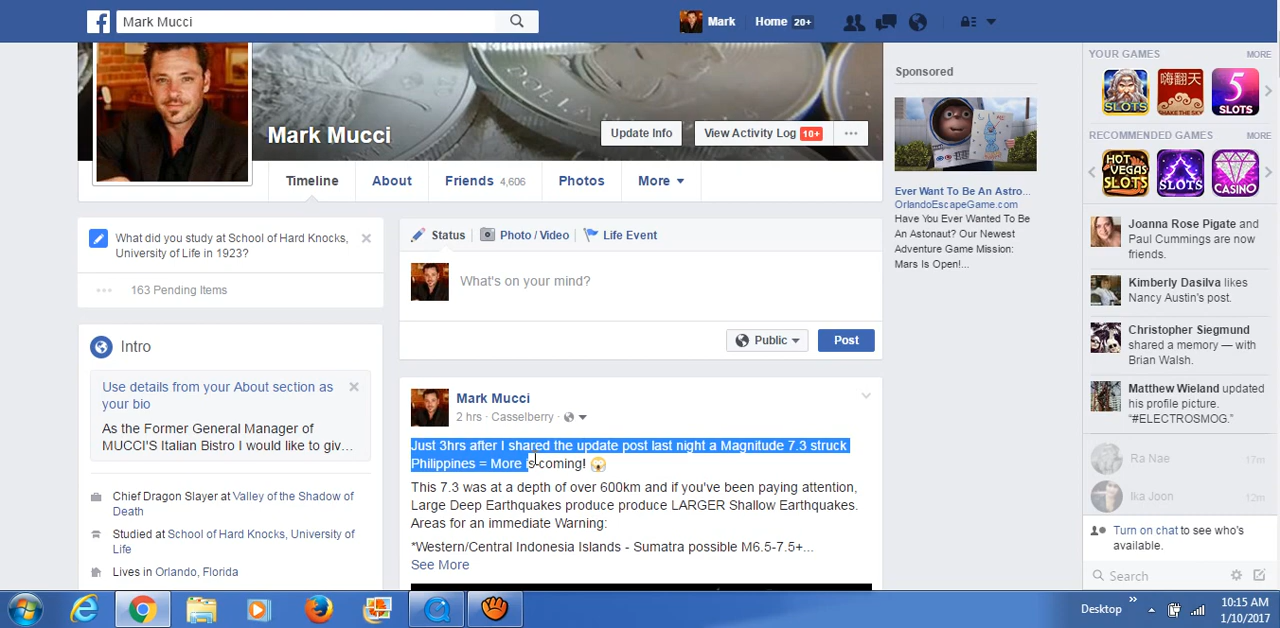 Mark Mucci
Mark
Home 20+
Mark Mucci
Update Info
View Activity Log 10+
Timeline
About
Friends 4,606
Photos
More
What did you study at School of Hard Knocks,
University of Life in 1923?
163 Pending Items
Intro
Use details from your About section as
your bio
As the Former General Manager of
MUCCI'S Italian Bistro I would like to giv...
Chief Dragon Slayer at Valley of the Shadow of
Death
Studied at School of Hard Knocks, University of
Life
Lives in Orlando, Florida
Status
Photo / Video
Life Event
What's on your mind?
Public
Post
Mark Mucci
2 hrs · Casselberry ·
Just 3hrs after I shared the update post last night a Magnitude 7.3 struck
Philippines = More is coming!
This 7.3 was at a depth of over 600km and if you've been paying attention,
Large Deep Earthquakes produce produce LARGER Shallow Earthquakes.
Areas for an immediate Warning:
*Western/Central Indonesia Islands - Sumatra possible M6.5-7.5+...
See More
Sponsored
Ever Want To Be An Astro...
OrlandoEscapeGame.com
Have You Ever Wanted To Be
An Astonaut? Our Newest
Adventure Game Mission:
Mars Is Open!...
YOUR GAMES
MORE
SLOTS
嗨翻天
MAKE THE SKY
5
SLOTS
RECOMMENDED GAMES
MORE
HOT
VEGAS
SLOTS
SLOTS
CASINO
Joanna Rose Pigate and
Paul Cummings are now
friends.
Kimberly Dasilva likes
Nancy Austin's post.
Christopher Siegmund
shared a memory — with
Brian Walsh.
Matthew Wieland updated
his profile picture.
"#ELECTROSMOG."
Ra Nae 17m
Ika Joon 12m
Turn on chat to see who's
available.
Search
Desktop
10:15 AM
1/10/2017